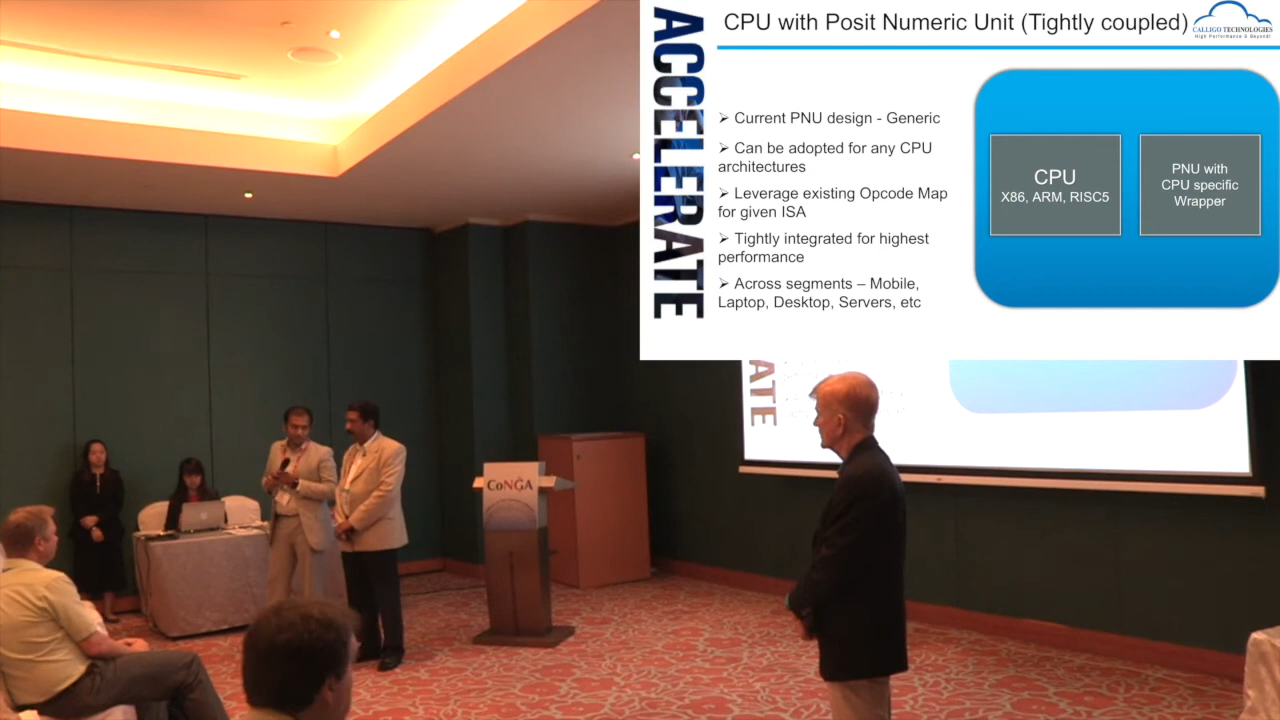 CPU with Posit Numeric Unit (Tightly coupled)
CALLIGO TECHNOLOGIES
High Performance & Beyond!
ACCELERATE
➢ Current PNU design - Generic
➢ Can be adopted for any CPU
architectures
➢ Leverage existing Opcode Map
for given ISA
➢ Tightly integrated for highest
performance
➢ Across segments – Mobile,
Laptop, Desktop, Servers, etc
CPU
X86, ARM, RISC5
PNU with
CPU specific
Wrapper
ATE
CoNGA